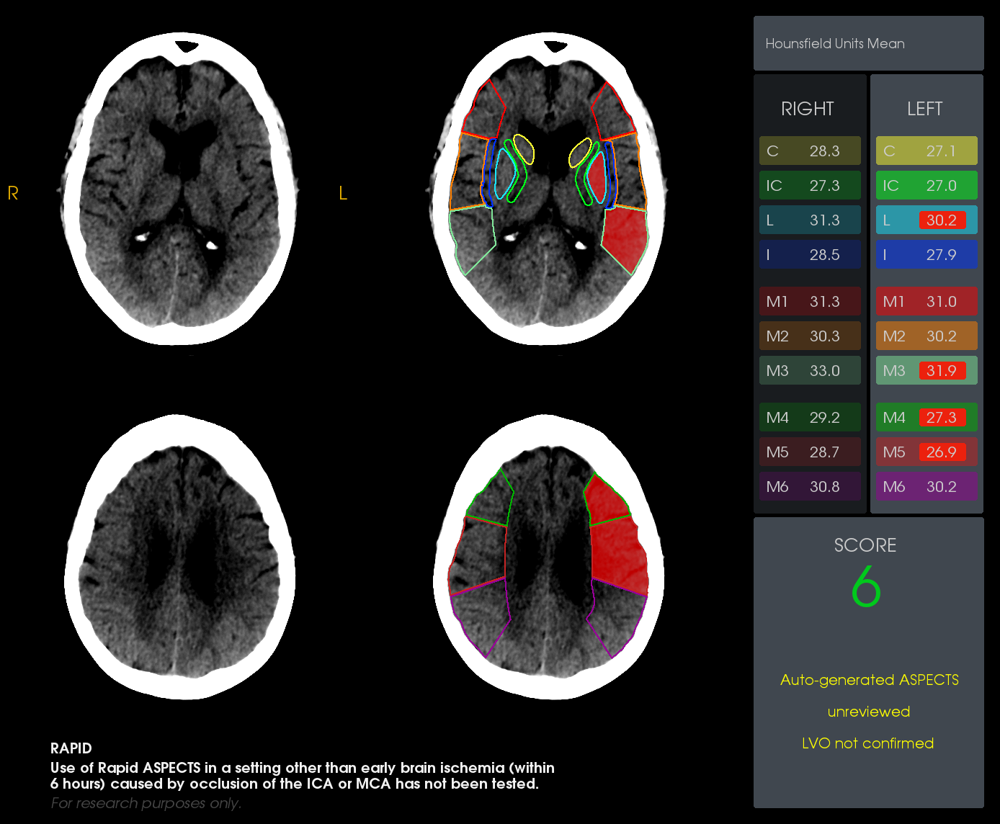 R
L
Hounsfield Units Mean
RIGHT LEFT
C 28.3 C 27.1
IC 27.3 IC 27.0
L 31.3 L 30.2
I 28.5 I 27.9
M1 31.3 M1 31.0
M2 30.3 M2 30.2
M3 33.0 M3 31.9
M4 29.2 M4 27.3
M5 28.7 M5 26.9
M6 30.8 M6 30.2
SCORE
6
Auto-generated ASPECTS
unreviewed
LVO not confirmed
RAPID
Use of Rapid ASPECTS in a setting other than early brain ischemia (within
6 hours) caused by occlusion of the ICA or MCA has not been tested.
For research purposes only.